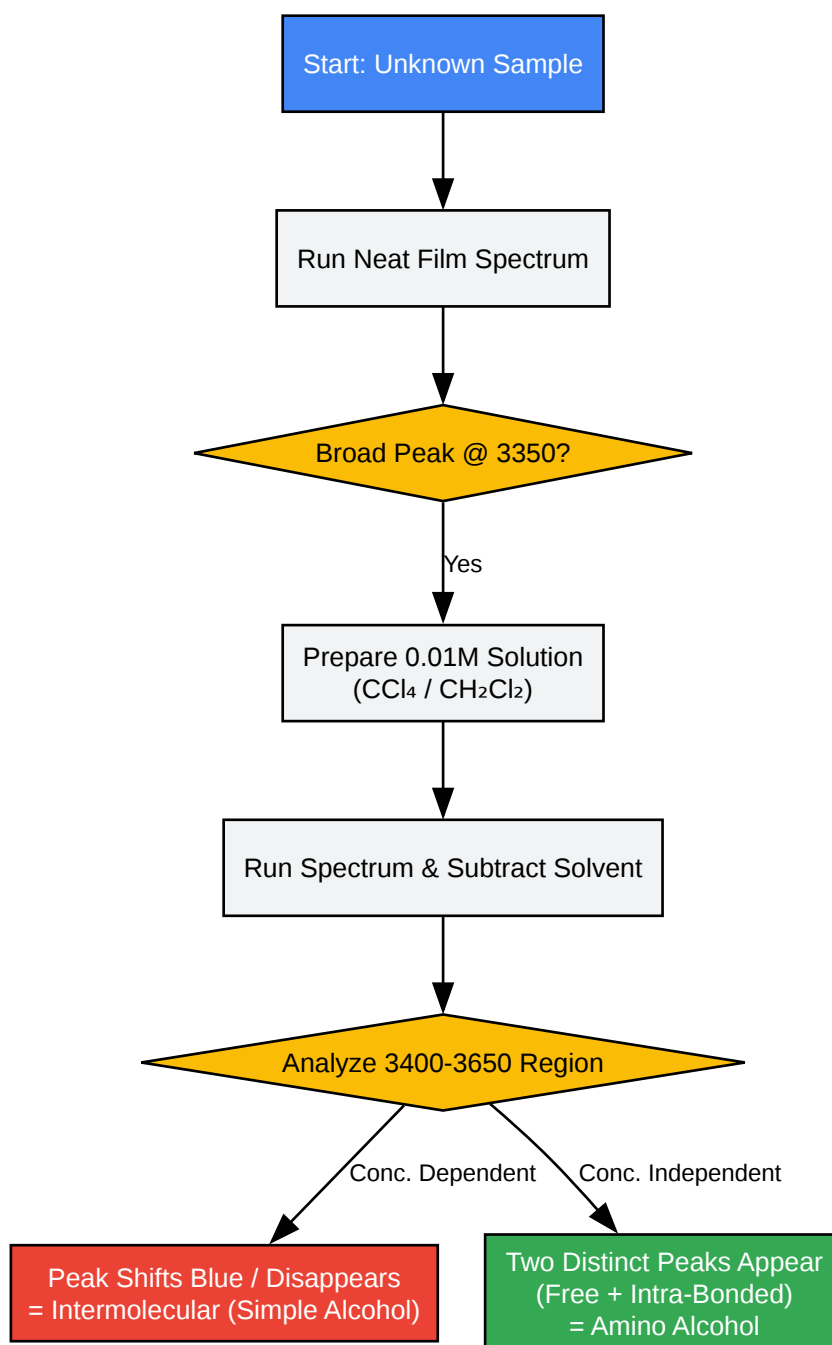 Start: Unknown Sample
Run Neat Film Spectrum
Broad Peak @ 3350?
Yes
Prepare 0.01M Solution
(CCl₄ / CH₂Cl₂)
Run Spectrum & Subtract Solvent
Analyze 3400-3650 Region
Conc. Dependent
Conc. Independent
Peak Shifts Blue / Disappears
= Intermolecular (Simple Alcohol)
Two Distinct Peaks Appear
(Free + Intra-Bonded)
= Amino Alcohol